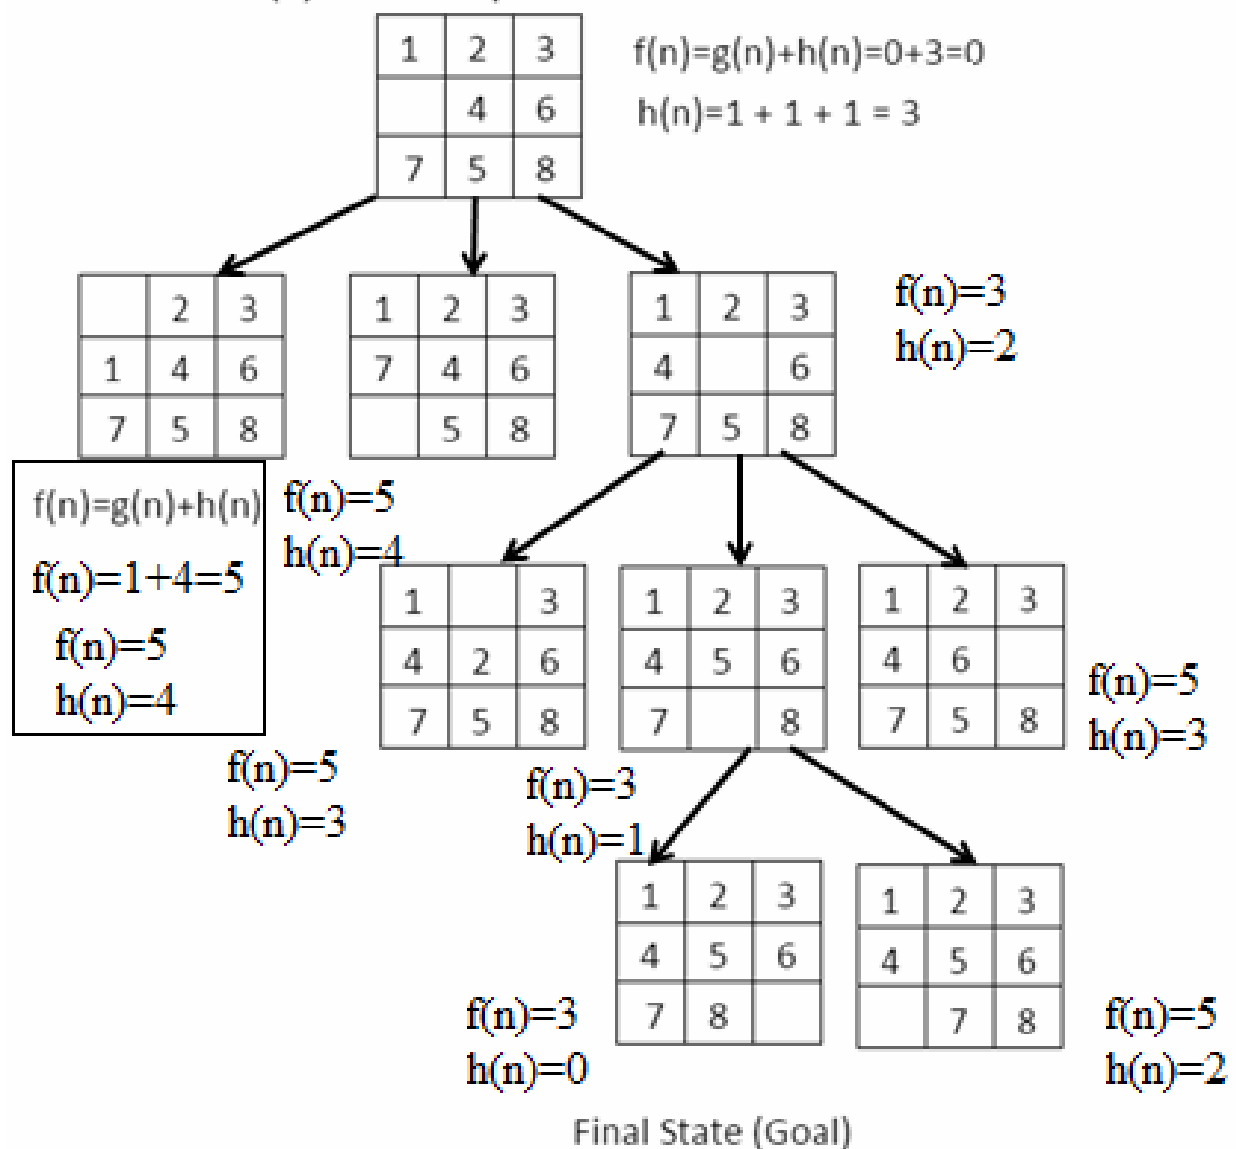 1 2 3
4 6
7 5 8
f(n)=g(n)+h(n)=0+3=0
h(n)=1 + 1 + 1 = 3
2 3
1 4 6
7 5 8
f(n)=g(n)+h(n)
f(n)=1+4=5
f(n)=5
h(n)=4
1 2 3
7 4 6
5 8
f(n)=5
h(n)=4
1 2 3
4 6
7 5 8
f(n)=3
h(n)=2
1 3
4 2 6
7 5 8
f(n)=5
h(n)=3
1 2 3
4 5 6
7 8
f(n)=3
h(n)=1
1 2 3
4 6
7 5 8
f(n)=5
h(n)=3
1 2 3
4 5 6
7 8
f(n)=3
h(n)=0
1 2 3
4 5 6
7 8
f(n)=5
h(n)=2
Final State (Goal)